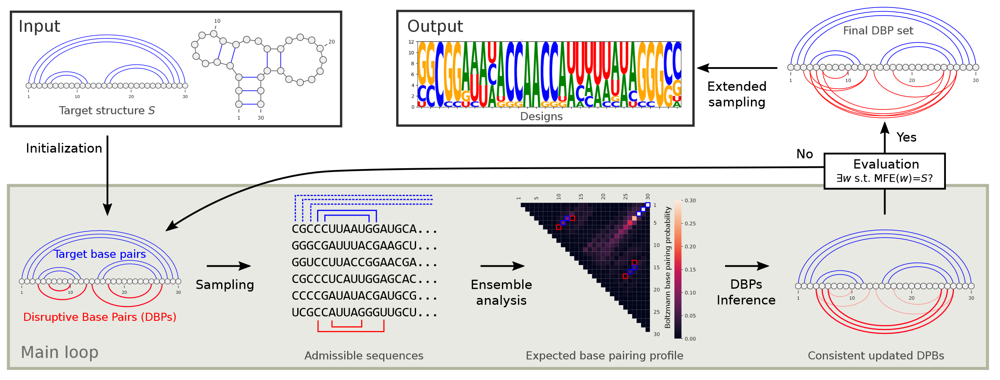 Input
10
20
1
10
20
30
Target structure S
1
30
Output
12
10
8
6
4
2
0
Designs
Final DBP set
1
10
20
30
Extended
sampling
Initialization
Yes
No
Evaluation
∃w s.t. MFE(w)=S?
Target base pairs
1
10
20
30
Disruptive Base Pairs (DBPs)
Main loop
Sampling
CGCCCUUAAUGGAUGCA...
GGGCGAUUUACGAAGCU...
GGUCCUUACCGGAACGA...
CGCCCUCAUUGGAGCAC...
CCCCGAUAUACGAUGCG...
UCGCCAUUAGGGUUGCU...
Admissible sequences
Ensemble
analysis
1
5
10
15
20
25
30
1
5
10
15
20
25
30
Boltzmann base pairing probability
0.30
0.25
0.20
0.15
0.10
0.05
0.00
Expected base pairing profile
DBPs
Inference
1
10
20
30
Consistent updated DPBs